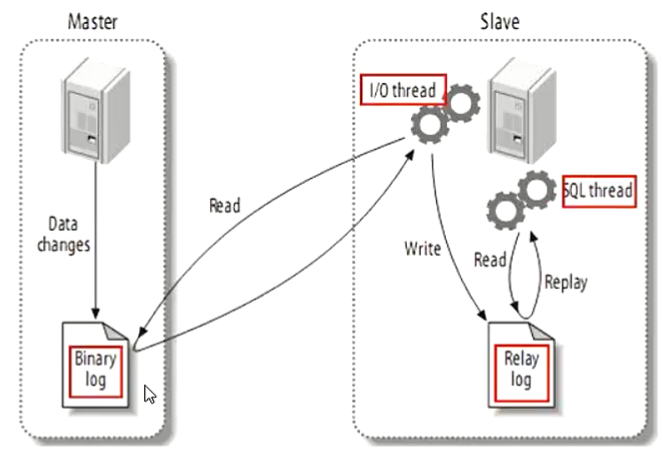 Master
Slave
I/O thread
SQL thread
Read
Data
changes
Write
Read
Replay
Binary
log
Relay
log